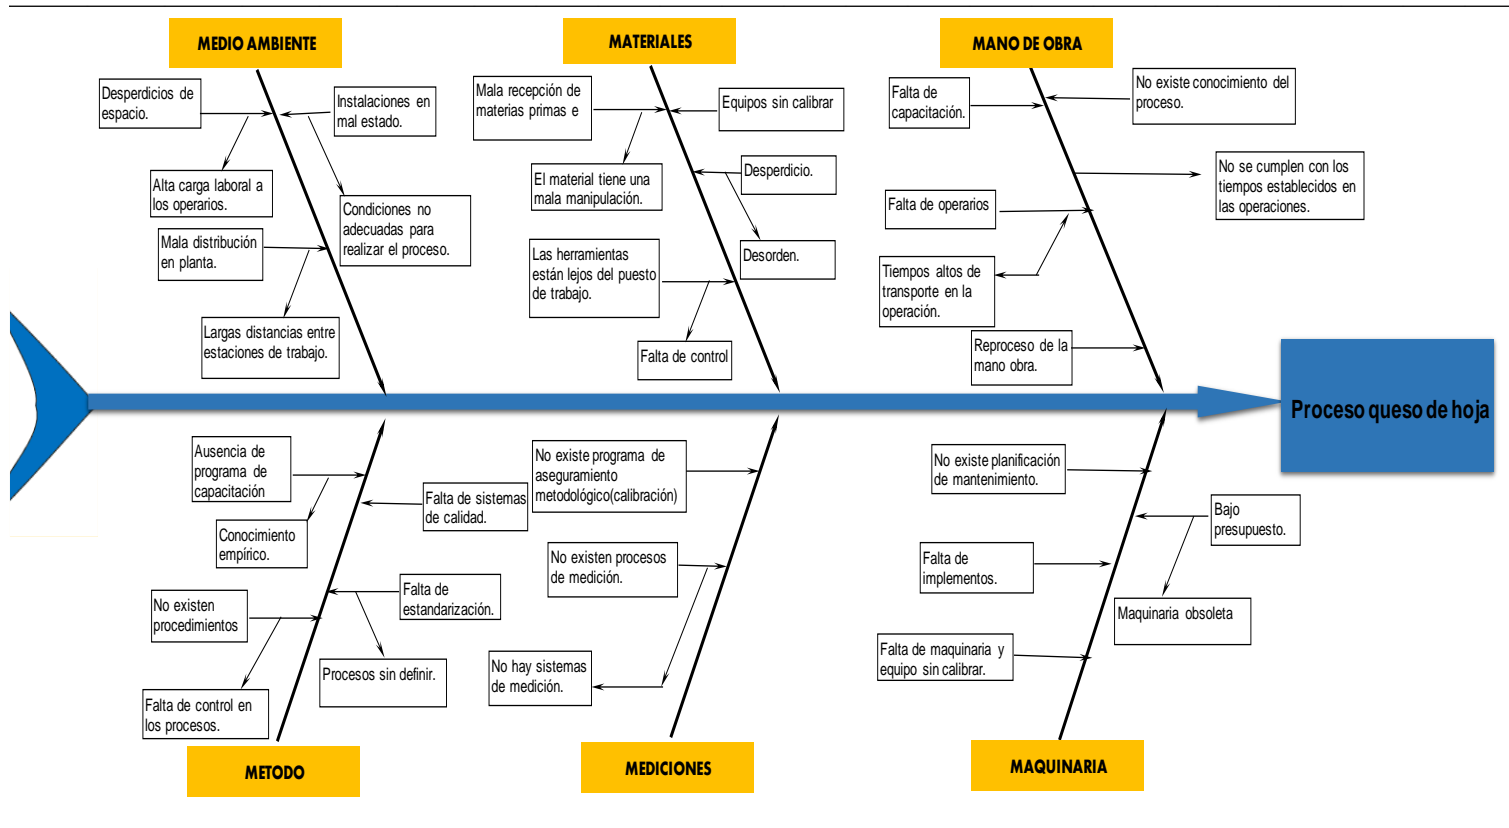 MEDIO AMBIENTE
Desperdicios de
espacio.
Instalaciones en
mal estado.
Alta carga laboral a
los operarios.
Condiciones no
adecuadas para
realizar el proceso.
Mala distribución
en planta.
Largas distancias entre
estaciones de trabajo.
MATERIALES
Mala recepción de
materias primas e
Equipos sin calibrar
El material tiene una
mala manipulación.
Desperdicio.
Desorden.
Las herramientas
están lejos del puesto
de trabajo.
Falta de control
MANO DE OBRA
Falta de
capacitación.
No existe conocimiento del
proceso.
No se cumplen con los
tiempos establecidos en
las operaciones.
Falta de operarios
Tiempos altos de
transporte en la
operación.
Reproceso de la
mano obra.
Proceso queso de hoja
Ausencia de
programa de
capacitación
Falta de sistemas
de calidad.
Conocimiento
empírico.
Falta de
estandarización.
No existen
procedimientos
Procesos sin definir.
Falta de control en
los procesos.
METODO
No existe programa de
aseguramiento
metodológico(calibración)
No existen procesos
de medición.
No hay sistemas
de medición.
MEDICIONES
No existe planificación
de mantenimiento.
Bajo
presupuesto.
Falta de
implementos.
Maquinaria obsoleta
Falta de maquinaria y
equipo sin calibrar.
MAQUINARIA